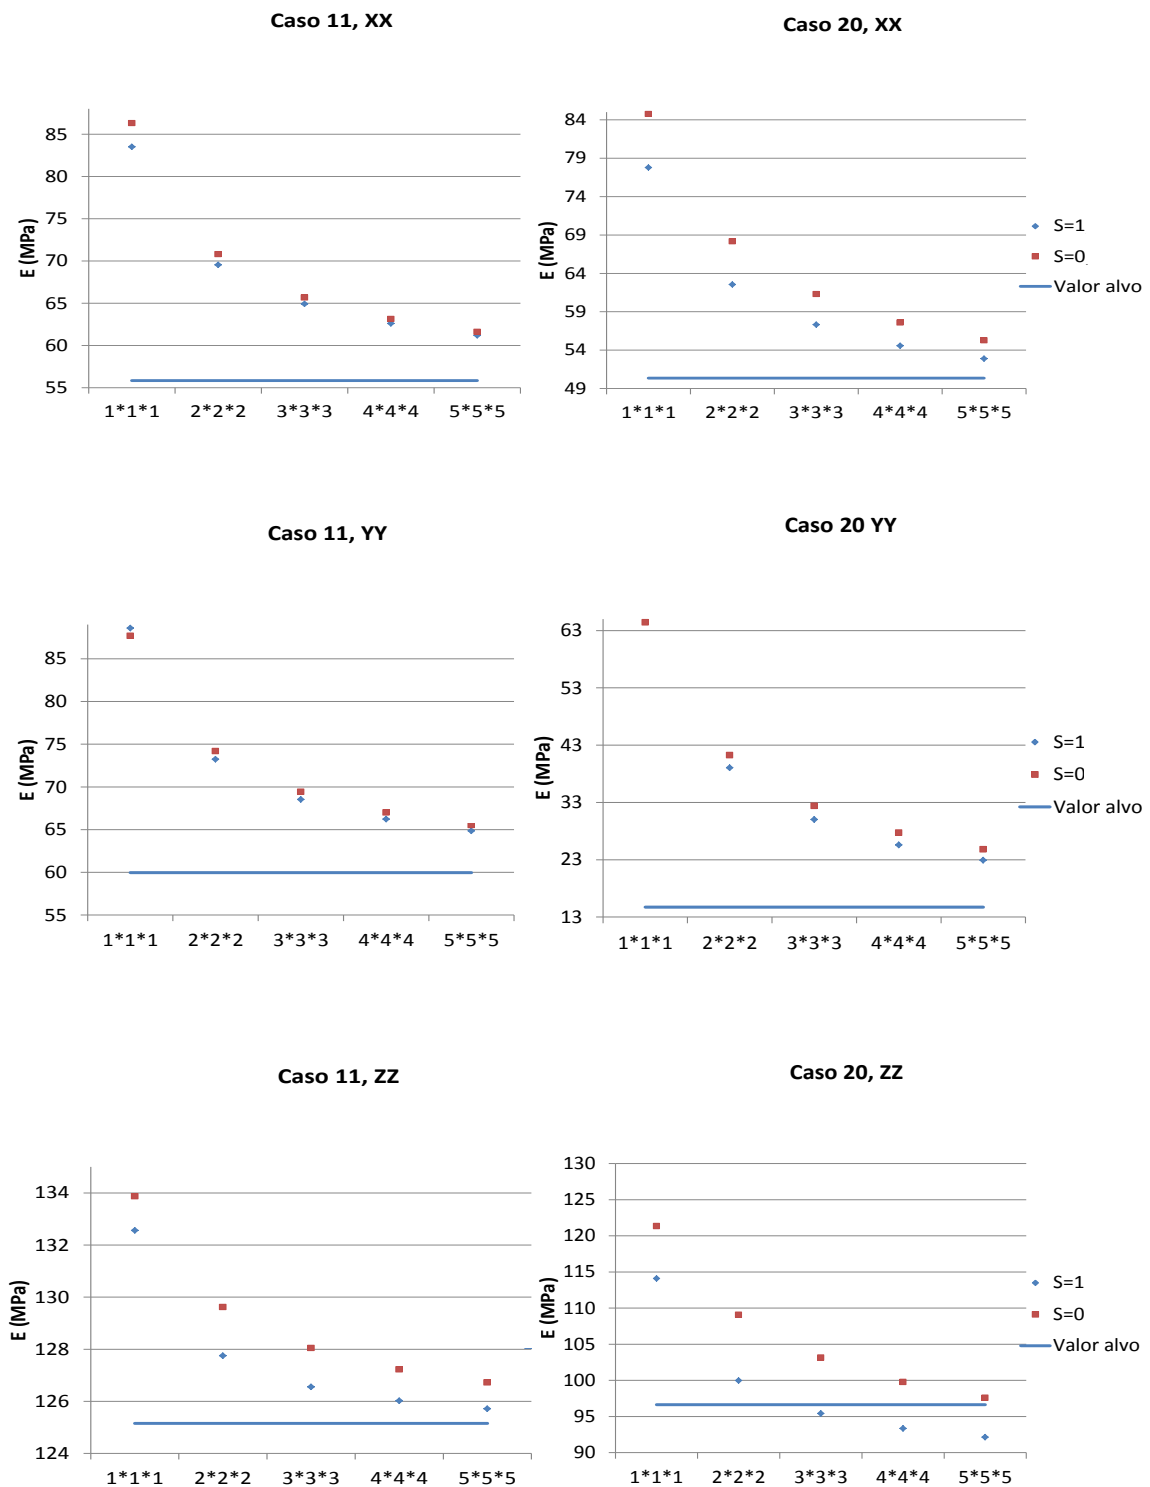 Caso 11, XX
85
80
75
70
65
60
55
E (MPa)
1*1*1 2*2*2 3*3*3 4*4*4 5*5*5
Caso 20, XX
84
79
74
69
64
59
54
49
E (MPa)
1*1*1 2*2*2 3*3*3 4*4*4 5*5*5
S=1
S=0
Valor alvo
Caso 11, YY
85
80
75
70
65
60
55
E (MPa)
1*1*1 2*2*2 3*3*3 4*4*4 5*5*5
Caso 20 YY
63
53
43
33
23
13
E (MPa)
1*1*1 2*2*2 3*3*3 4*4*4 5*5*5
S=1
S=0
Valor alvo
Caso 11, ZZ
134
132
130
128
126
124
E (MPa)
1*1*1 2*2*2 3*3*3 4*4*4 5*5*5
Caso 20, ZZ
130
125
120
115
110
105
100
95
90
E (MPa)
1*1*1 2*2*2 3*3*3 4*4*4 5*5*5
S=1
S=0
Valor alvo